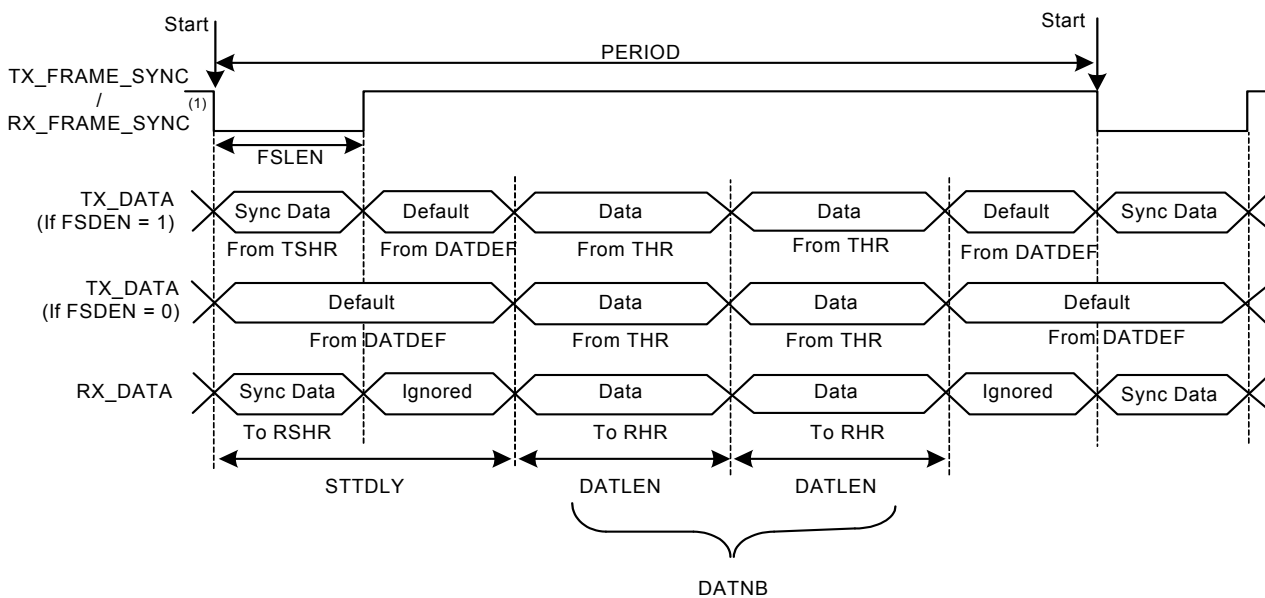 Start
Start
PERIOD
TX_FRAME_SYNC
/
RX_FRAME_SYNC
(1)
FSLEN
TX_DATA
(If FSDEN = 1)
Sync Data
Default
Data
Data
Default
Sync Data
From TSHR
From DATDEF
From THR
From THR
From DATDEF
TX_DATA
(If FSDEN = 0)
Default
Data
Data
Default
From DATDEF
From THR
From THR
From DATDEF
RX_DATA
Sync Data
Ignored
Data
Data
Ignored
Sync Data
To RSHR
To RHR
To RHR
STTDLY
DATLEN
DATLEN
DATNB